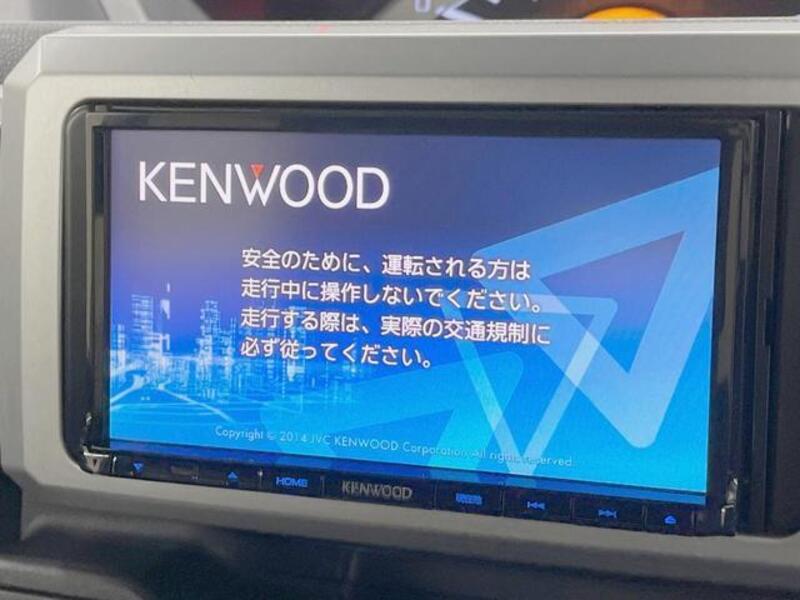 KENWOOD
安全のために、運転される方は
走行中に操作しないでください。
走行する際は、実際の交通規制に
必ず従ってください。
Copyright © 2014 JVC KENWOOD Corporation All rights reserved.
HOME
KENWOOD